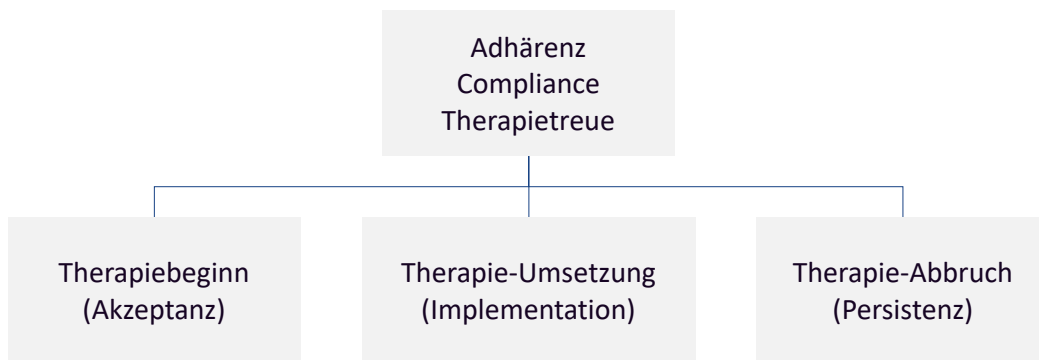 Adhärenz
Compliance
Therapietreue
Therapiebeginn
(Akzeptanz)
Therapie-Umsetzung
(Implementation)
Therapie-Abbruch
(Persistenz)